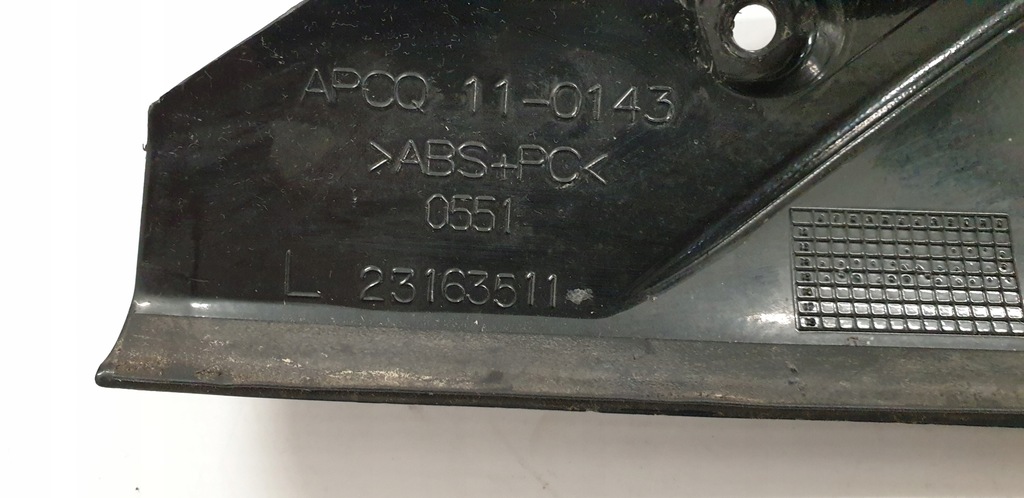 APCQ 11-0143
>ABS+PC<
0551
L 23163511